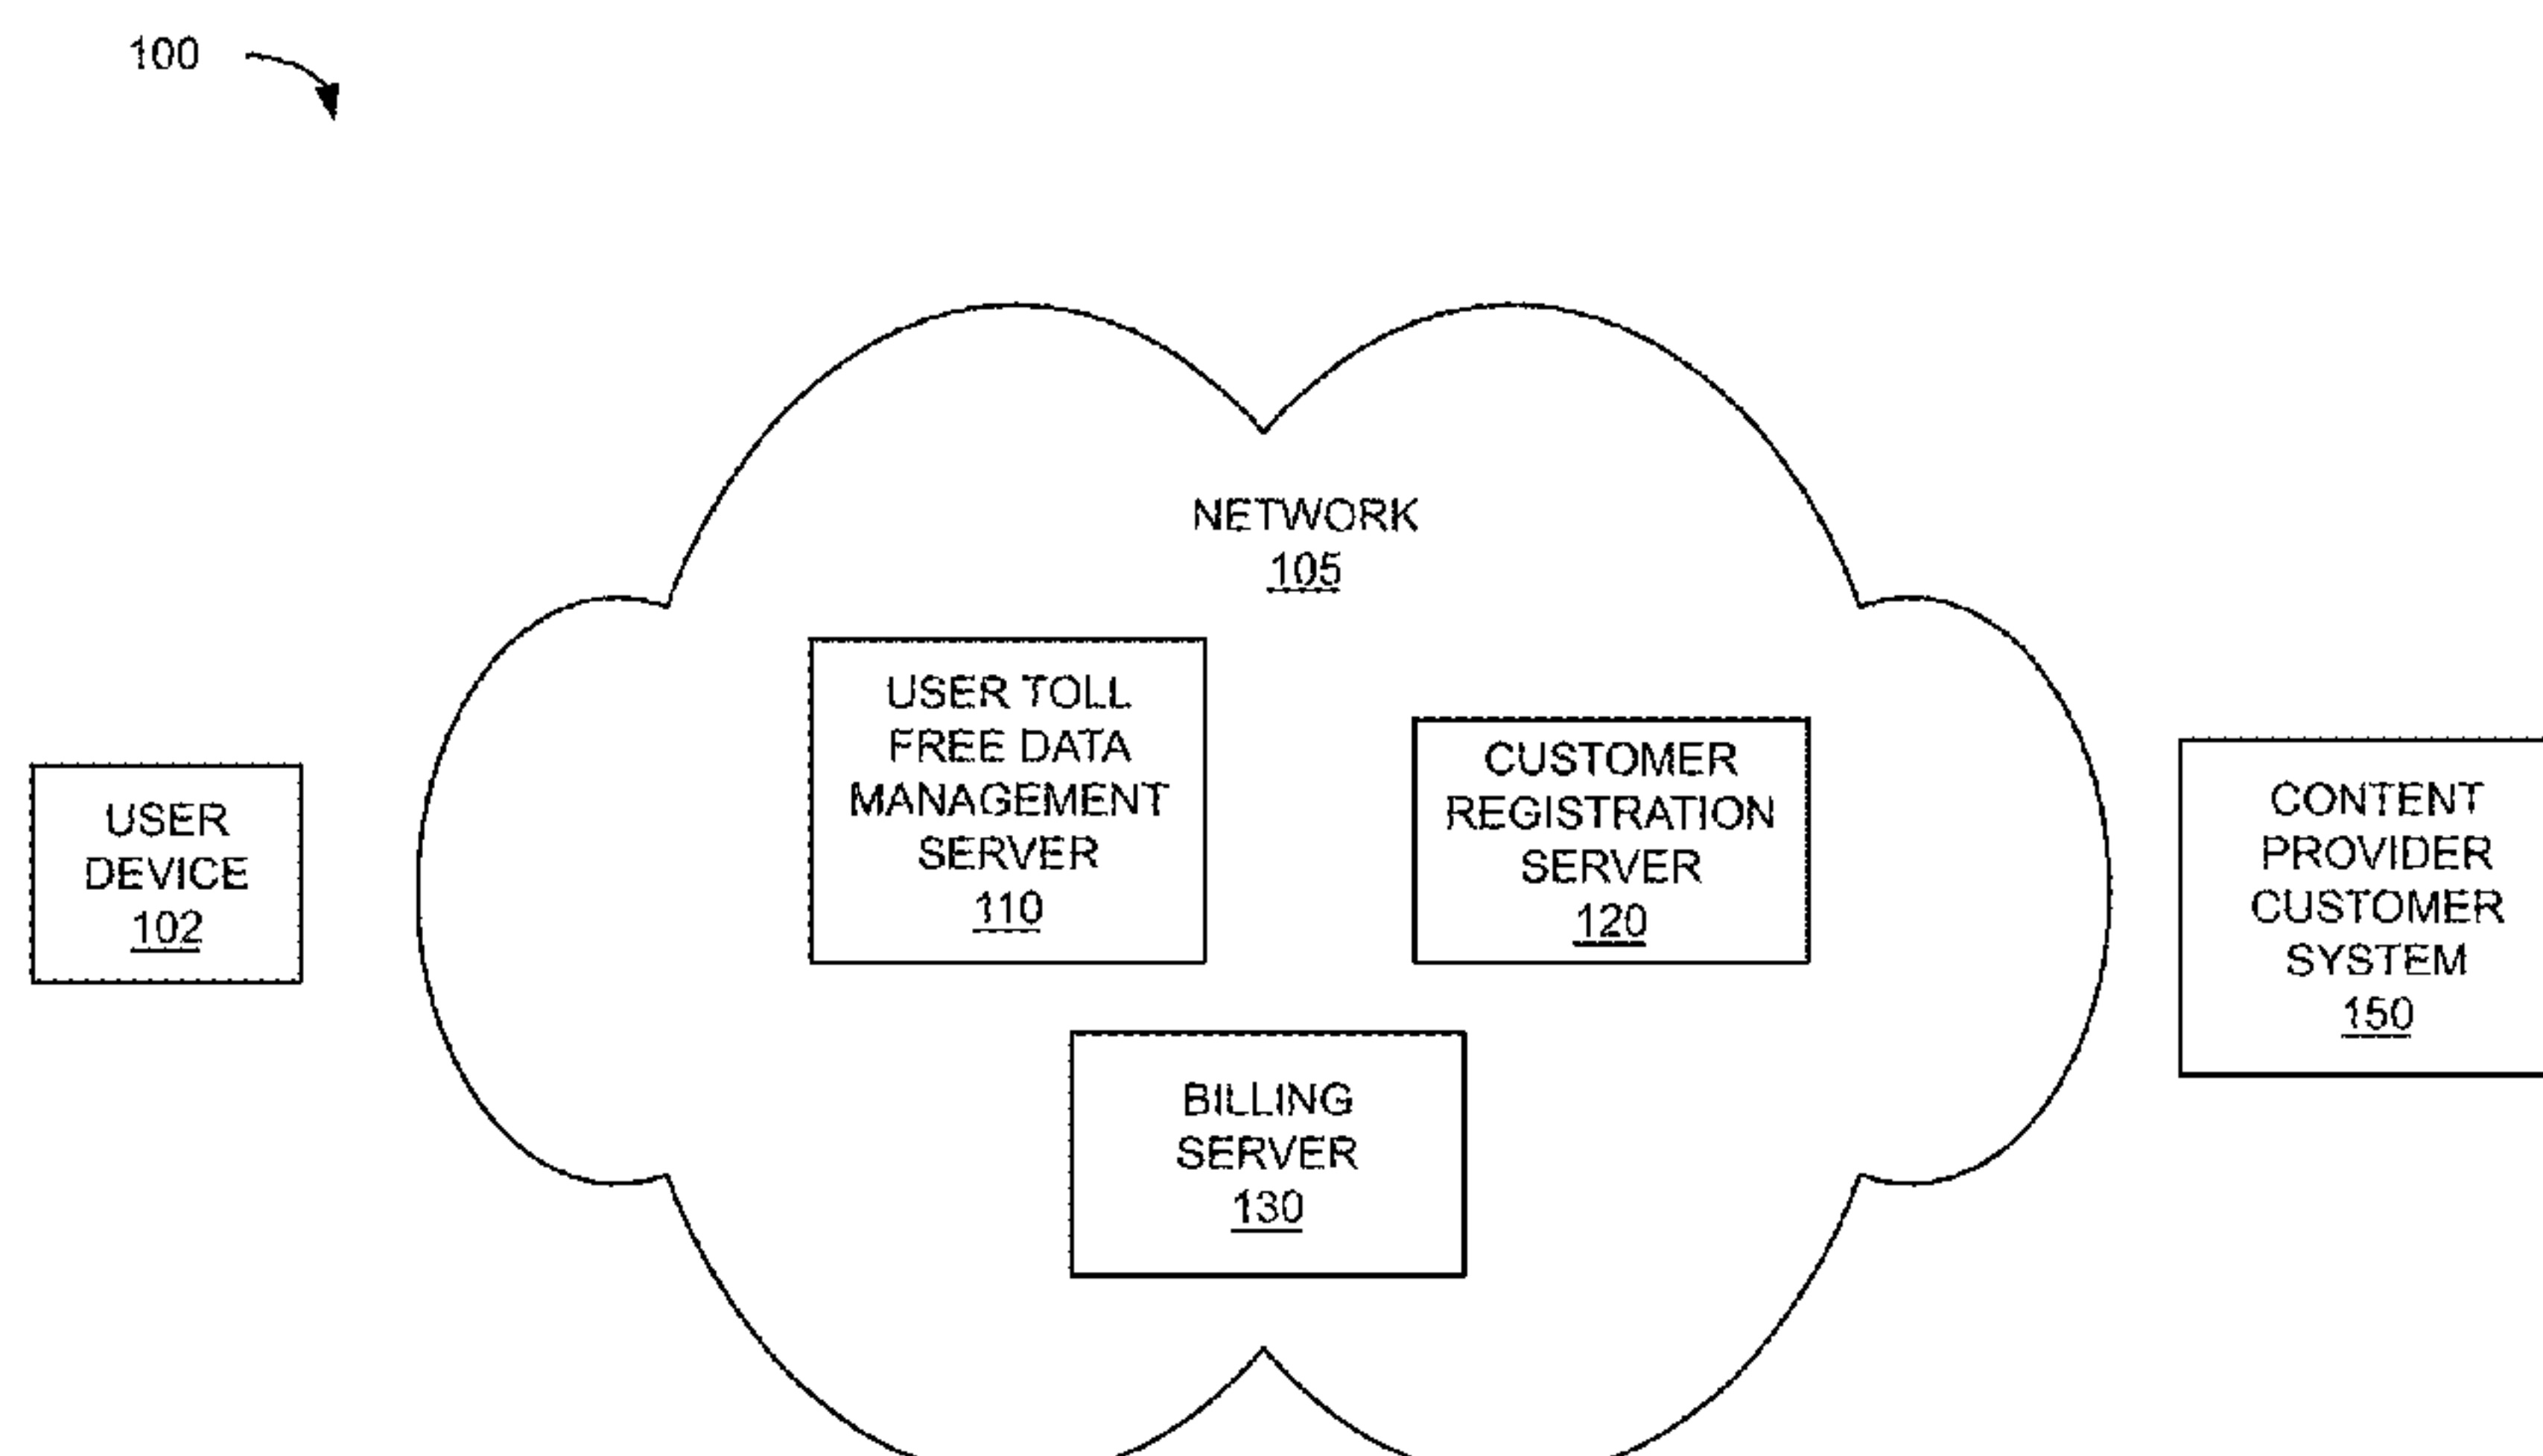 100
NETWORK
105
USER TOLL
FREE DATA
MANAGEMENT
SERVER
110
CUSTOMER
REGISTRATION
SERVER
120
USER
DEVICE
102
CONTENT
PROVIDER
CUSTOMER
SYSTEM
150
BILLING
SERVER
130